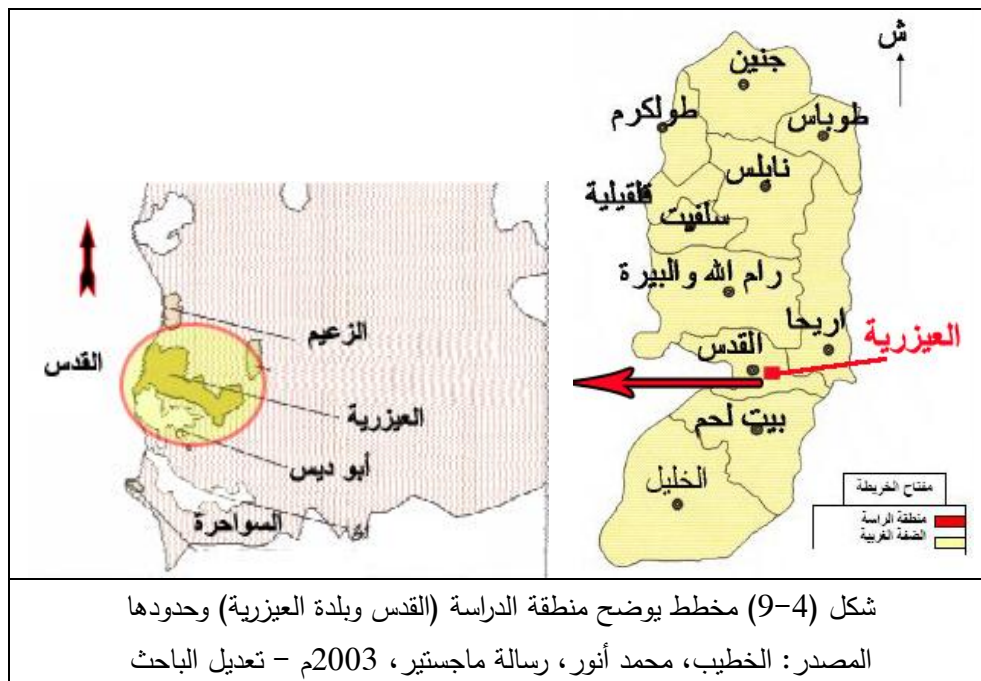 ش
جنين
طولكرم
طوباس
نابلس
قلقيلية
سلفيت
رام الله والبيرة
اريحا
العيزرية
القدس
بيت لحم
الخليل
مفتاح الخريطة
منطقة الراسة
الضفة الغربية
الزعيم
القدس
العيزرية
أبو ديس
السواحرة
شكل (4-9) مخطط يوضح منطقة الدراسة (القدس وبلدة العيزرية) وحدودها
المصدر: الخطيب، محمد أنور، رسالة ماجستير، 2003م - تعديل الباحث